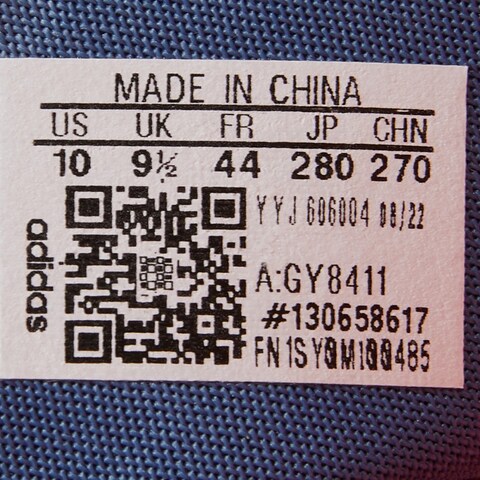 MADE IN CHINA
US UK FR JP CHN
10 9½ 44 280 270
YYJ 606004 08/22
adidas
A:GY8411
#130658617